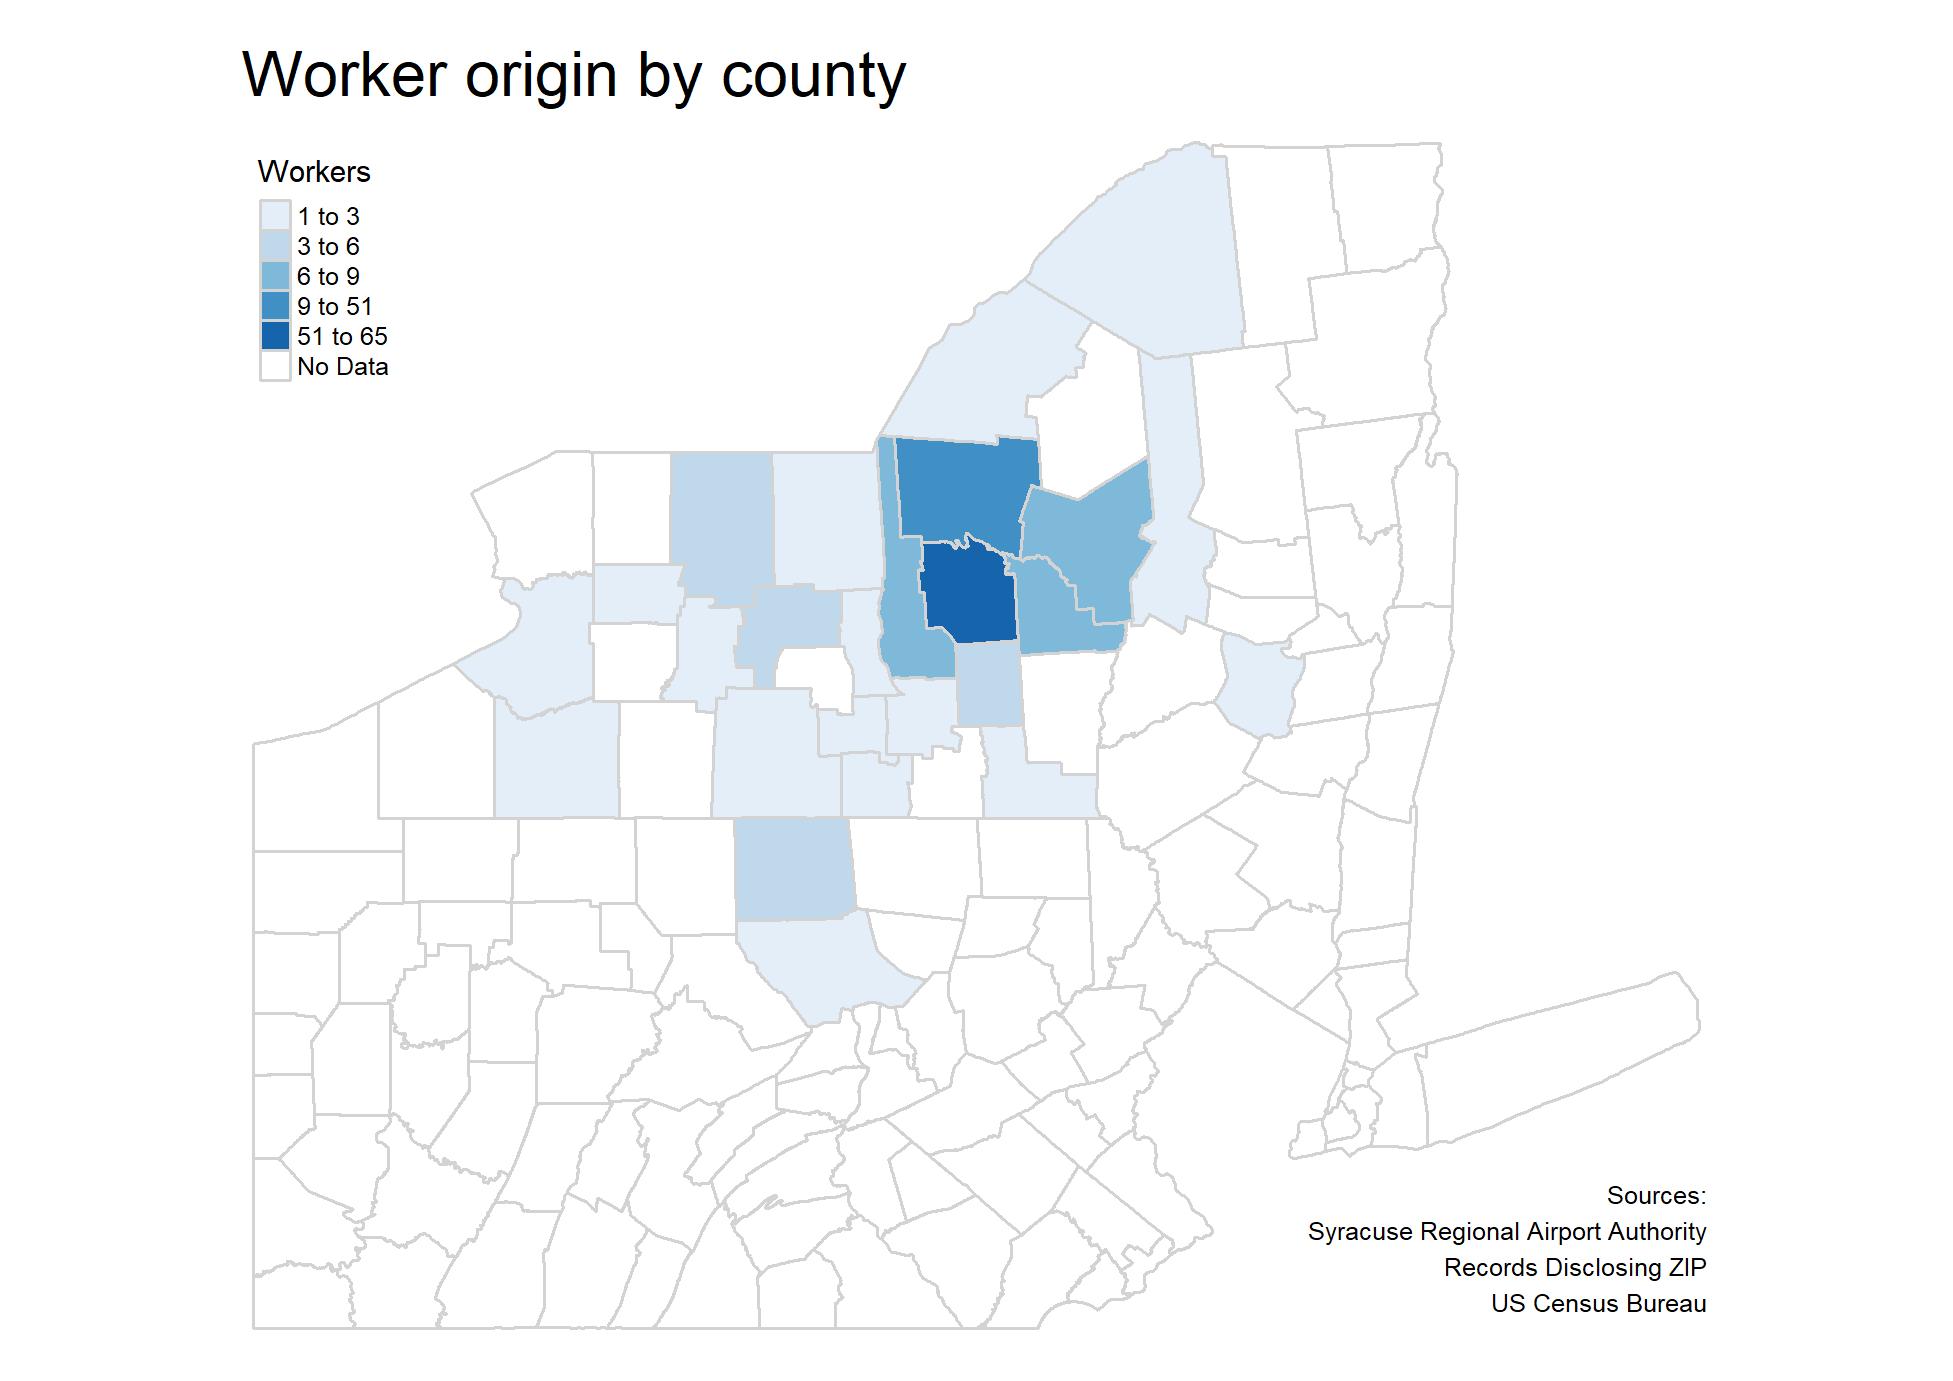 Worker origin by county
Workers
1 to 3
3 to 6
6 to 9
9 to 51
51 to 65
No Data
Sources:
Syracuse Regional Airport Authority
Records Disclosing ZIP
US Census Bureau